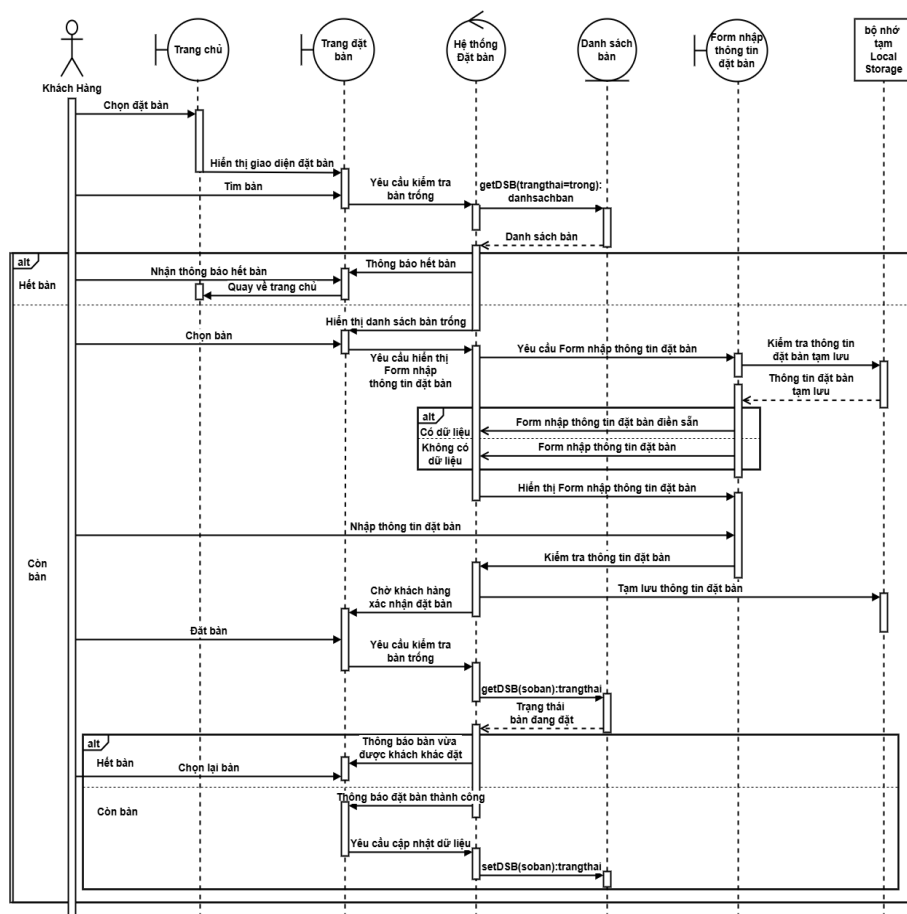 Khách Hàng
Trang chủ
Trang đặt
bàn
Hệ thống
Đặt bàn
Danh sách
bàn
Form nhập
thông tin
đặt bàn
bộ nhớ
tạm
Local
Storage
Chọn đặt bàn
Hiển thị giao diện đặt bàn
Tìm bàn
Yêu cầu kiểm tra
bàn trống
getDSB(trangthai=trong):
danhsachban
Danh sách bàn
alt
Hết bàn
Thông báo hết bàn
Nhận thông báo hết bàn
Quay về trang chủ
Hiển thị danh sách bàn trống
Chọn bàn
Yêu cầu hiển thị
Form nhập
thông tin đặt bàn
Yêu cầu Form nhập thông tin đặt bàn
Kiểm tra thông tin
đặt bàn tạm lưu
Thông tin đặt bàn
tạm lưu
alt
Có dữ liệu
Form nhập thông tin đặt bàn điền sẵn
Không có
dữ liệu
Form nhập thông tin đặt bàn
Hiển thị Form nhập thông tin đặt bàn
Nhập thông tin đặt bàn
Kiểm tra thông tin đặt bàn
Còn
bàn
Tạm lưu thông tin đặt bàn
Chờ khách hàng
xác nhận đặt bàn
Đăt bàn
Yêu cầu kiểm tra
bàn trống
getDSB(soban):trangthai
Trạng thái
bàn đang đặt
alt
Hết bàn
Thông báo bàn vừa
được khách khác đặt
Chọn lại bàn
Thông báo đặt bàn thành công
Còn bàn
Yêu cầu cập nhật dữ liệu
setDSB(soban):trangthai